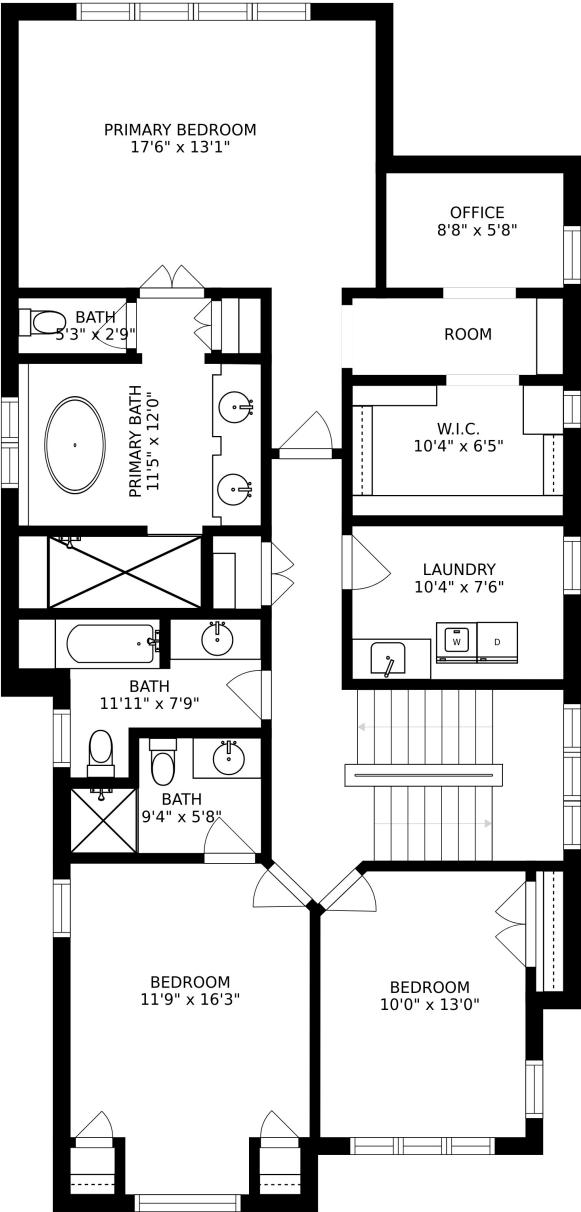 PRIMARY BEDROOM
17'6" x 13'1"
OFFICE
8'8" x 5'8"
BATH
5'3" x 2'9"
ROOM
PRIMARY BATH
11'5" x 12'0"
W.I.C.
10'4" x 6'5"
LAUNDRY
10'4" x 7'6"
W
D
BATH
11'11" x 7'9"
BATH
9'4" x 5'8"
BEDROOM
11'9" x 16'3"
BEDROOM
10'0" x 13'0"